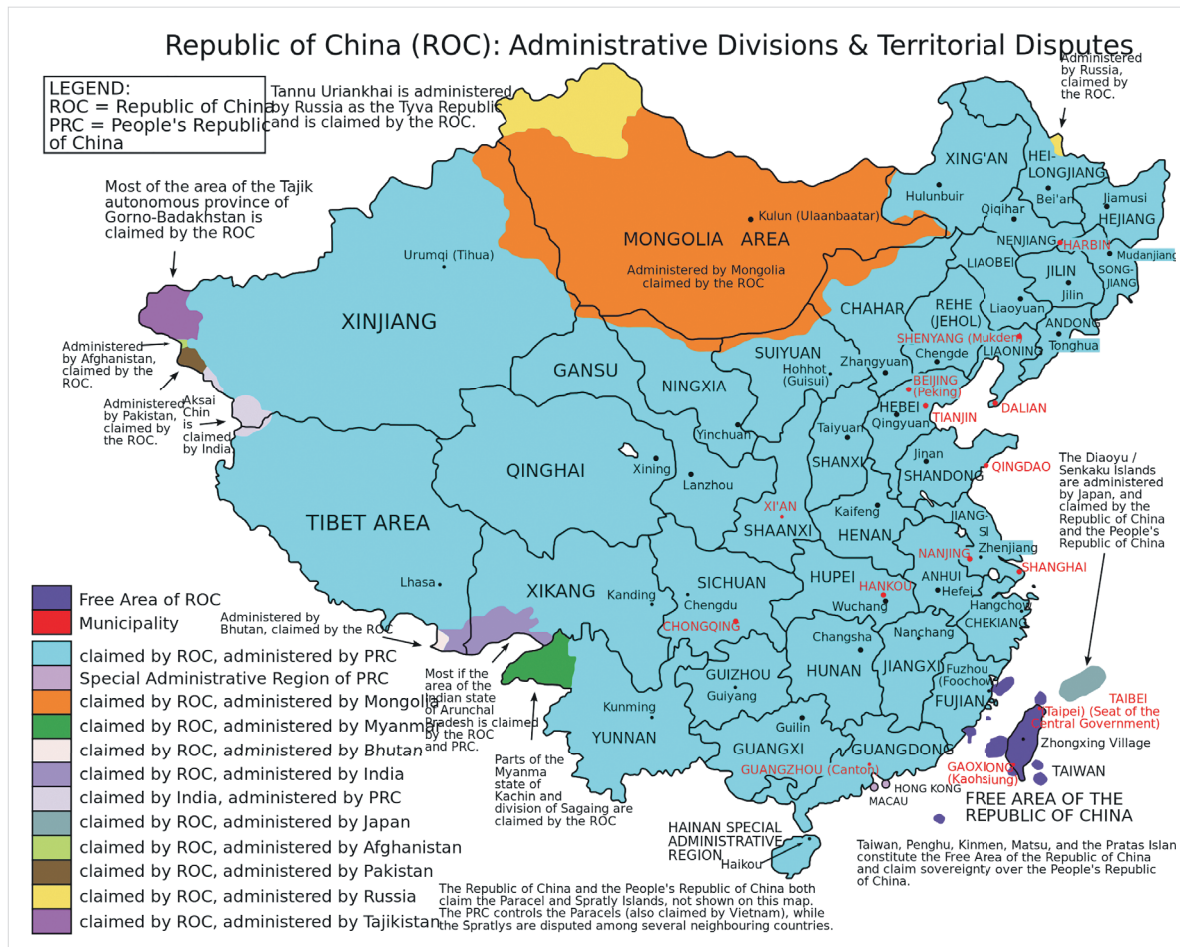 Republic of China (ROC): Administrative Divisions & Territorial Disputes
LEGEND:
ROC = Republic of China
PRC = People's Republic
of China
Tannu Uriankhai is administered
by Russia as the Tyva Republic
and is claimed by the ROC.
Administered
by Russia,
claimed by
the ROC.
Most of the area of the Tajik
autonomous province of
Gorno-Badakhstan is
claimed by the ROC
XING'AN
HEI-
LONGJIANG
Hulunbuir
Bei'an
Jiamusi
Qiqihar
HEJIANG
Kulun (Ulaanbaatar)
MONGOLIA AREA
NENJIANG
HARBIN
Mudanjiang
Urumqi (Tihua)
Administered by Mongolia
claimed by the ROC
LIAOBEI
JILIN
SONG-
JIANG
Jilin
XINJIANG
CHAHAR
REHE
(JEHOL)
Liaoyuan
ANDONG
Tonghua
SHENYANG (Mukden)
LIAONING
Administered
by Afghanistan,
claimed by the
ROC.
SUIYUAN
Hohhot
(Guisui)
Zhangyuan
Chengde
GANSU
NINGXIA
BEIJING
(Peking)
Administered
by Pakistan,
claimed by
the ROC.
Aksai
Chin
is
claimed
by India.
HEBEI
Qingyuan
TIANJIN
DALIAN
Yinchuan
Taiyuan
QINGHAI
Xining
Lanzhou
SHANXI
Jinan
SHANDONG
QINGDAO
The Diaoyu /
Senkaku Islands
are administered
by Japan, and
claimed by the
Republic of China
and the People's
Republic of China
TIBET AREA
XI'AN
SHAANXI
Kaifeng
HENAN
JIANG-
SI
NANJING
Zhenjiang
SHANGHAI
Lhasa
XIKANG
Kanding
SICHUAN
Chengdu
CHONGQING
HUPEI
HANKOU
Wuchang
ANHUI
Hefei
Hangchow
CHEKIANG
Administered by
Bhutan, claimed by the ROC
Changsha
HUNAN
Nanchang
JIANGXI
Fuzhou
(Foochow)
FUJIAN
Most if the
area of the
Indian state
of Arunchal
Pradesh is claimed
by the ROC
and PRC.
GUIZHOU
Guiyang
Kunming
YUNNAN
Guilin
GUANGXI
GUANGDONG
GUANGZHOU (Canton)
TAIBEI
(Taipei) (Seat of the
Central Government)
Zhongxing Village
GAOXIONG
(Kaohsiung)
TAIWAN
HONG KONG
MACAU
FREE AREA OF THE
REPUBLIC OF CHINA
Parts of the
Myanma
state of
Kachin and
division of Sagaing are
claimed by the ROC
HAINAN SPECIAL
ADMINISTRATIVE
REGION
Haikou
Taiwan, Penghu, Kinmen, Matsu, and the Pratas
constitute the Free Area of the Republic of China
and claim sovereignty over the People's Republic
of China.
The Republic of China and the People's Republic of China both
claim the Paracel and Spratly Islands, not shown on this map.
The PRC controls the Paracels (also claimed by Vietnam), while
the Spratlys are disputed among several neighbouring countries.
Free Area of ROC
Municipality
claimed by ROC, administered by PRC
Special Administrative Region of PRC
claimed by ROC, administered by Mongolia
claimed by ROC, administered by Myanmar
claimed by ROC, administered by Bhutan
claimed by ROC, administered by India
claimed by India, administered by PRC
claimed by ROC, administered by Japan
claimed by ROC, administered by Afghanistan
claimed by ROC, administered by Pakistan
claimed by ROC, administered by Russia
claimed by ROC, administered by Tajikistan